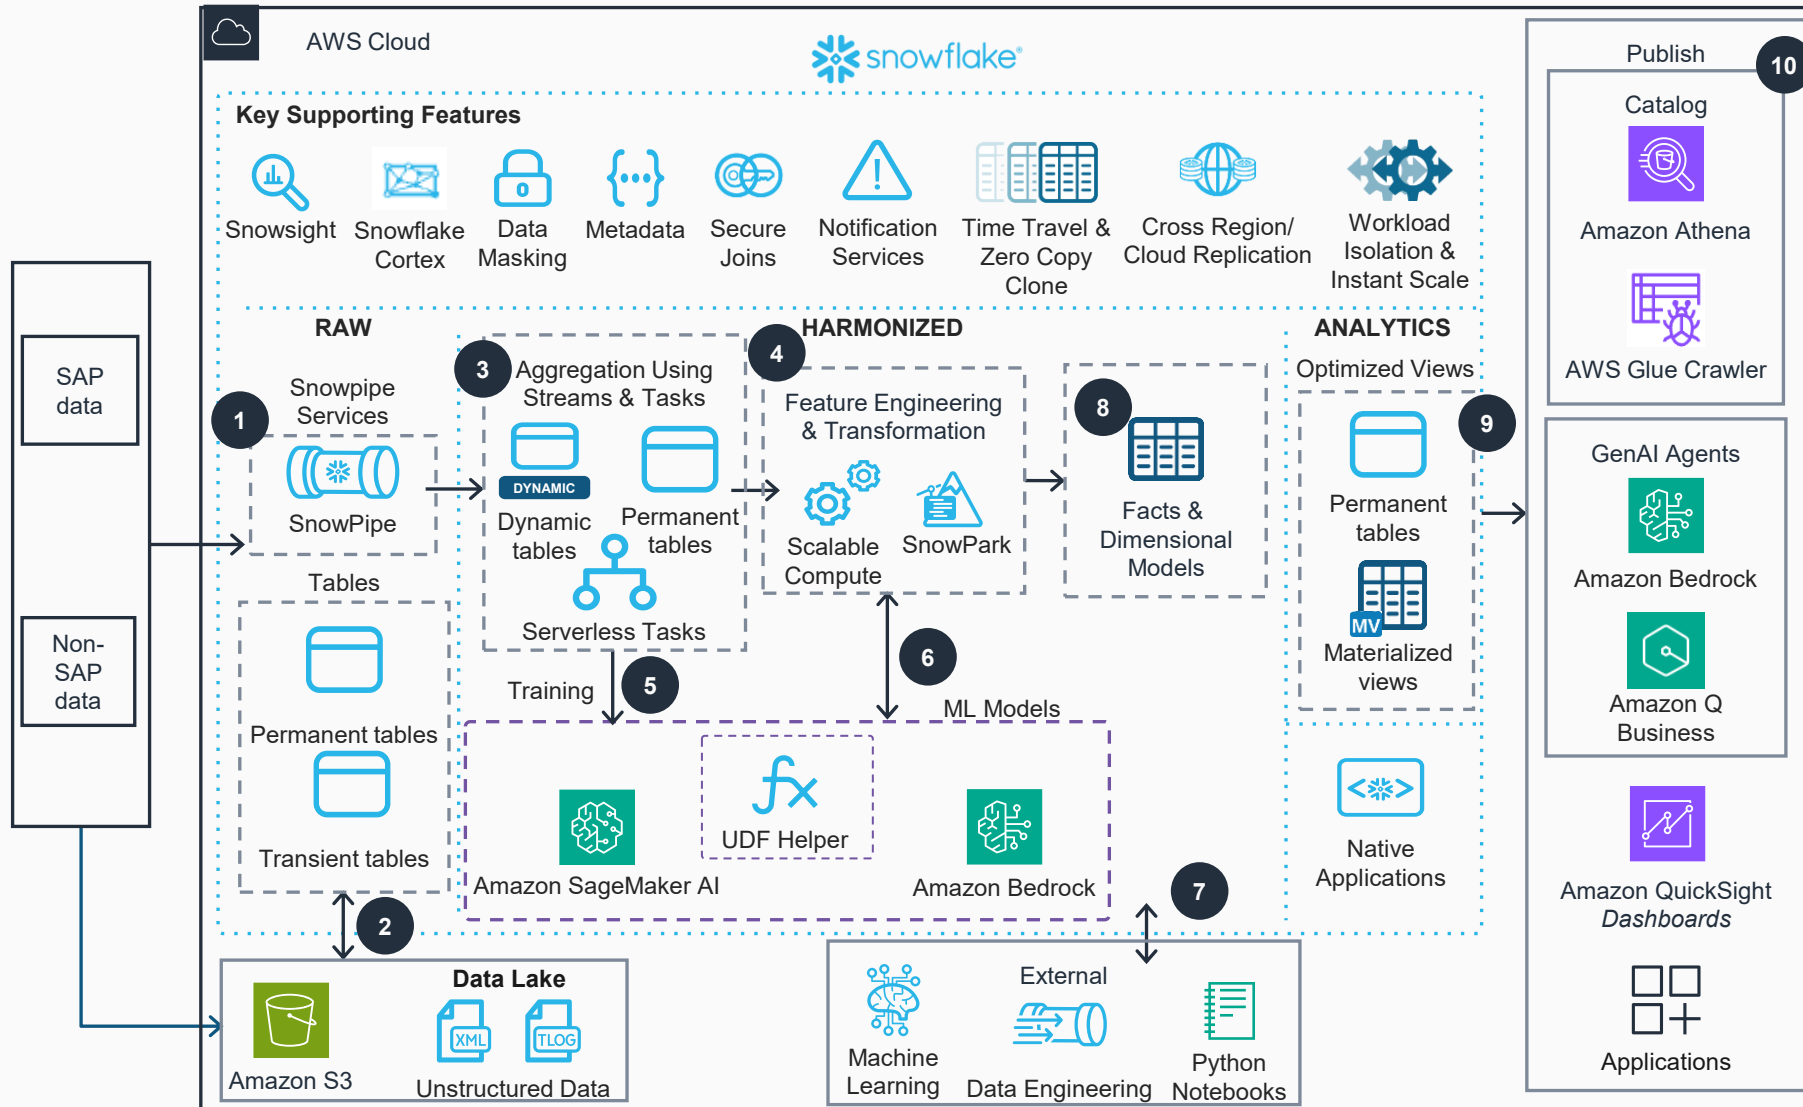 AWS Cloud
snowflake®
Key Supporting Features
Snowsight
Snowflake
Cortex
Data
Masking
Metadata
Secure
Joins
Notification
Services
Time Travel &
Zero Copy
Clone
Cross Region/
Cloud Replication
Workload
Isolation &
Instant Scale
SAP
data
Non-
SAP
data
RAW
1
Snowpipe
Services
SnowPipe
Tables
Permanent tables
Transient tables
2
Data Lake
Amazon S3
XML
TLOG
Unstructured Data
HARMONIZED
3
Aggregation Using
Streams & Tasks
DYNAMIC
Dynamic
tables
Permanent
tables
Serverless Tasks
4
Feature Engineering
& Transformation
Scalable
Compute
SnowPark
8
Facts &
Dimensional
Models
Training
5
6
ML Models
Amazon SageMaker AI
fx
UDF Helper
Amazon Bedrock
7
External
Machine
Learning
Data Engineering
Python
Notebooks
ANALYTICS
Optimized Views
9
Permanent
tables
MV
Materialized
views
Native
Applications
Publish
10
Catalog
Amazon Athena
AWS Glue Crawler
GenAI Agents
Amazon Bedrock
Amazon Q
Business
Amazon QuickSight
Dashboards
Applications